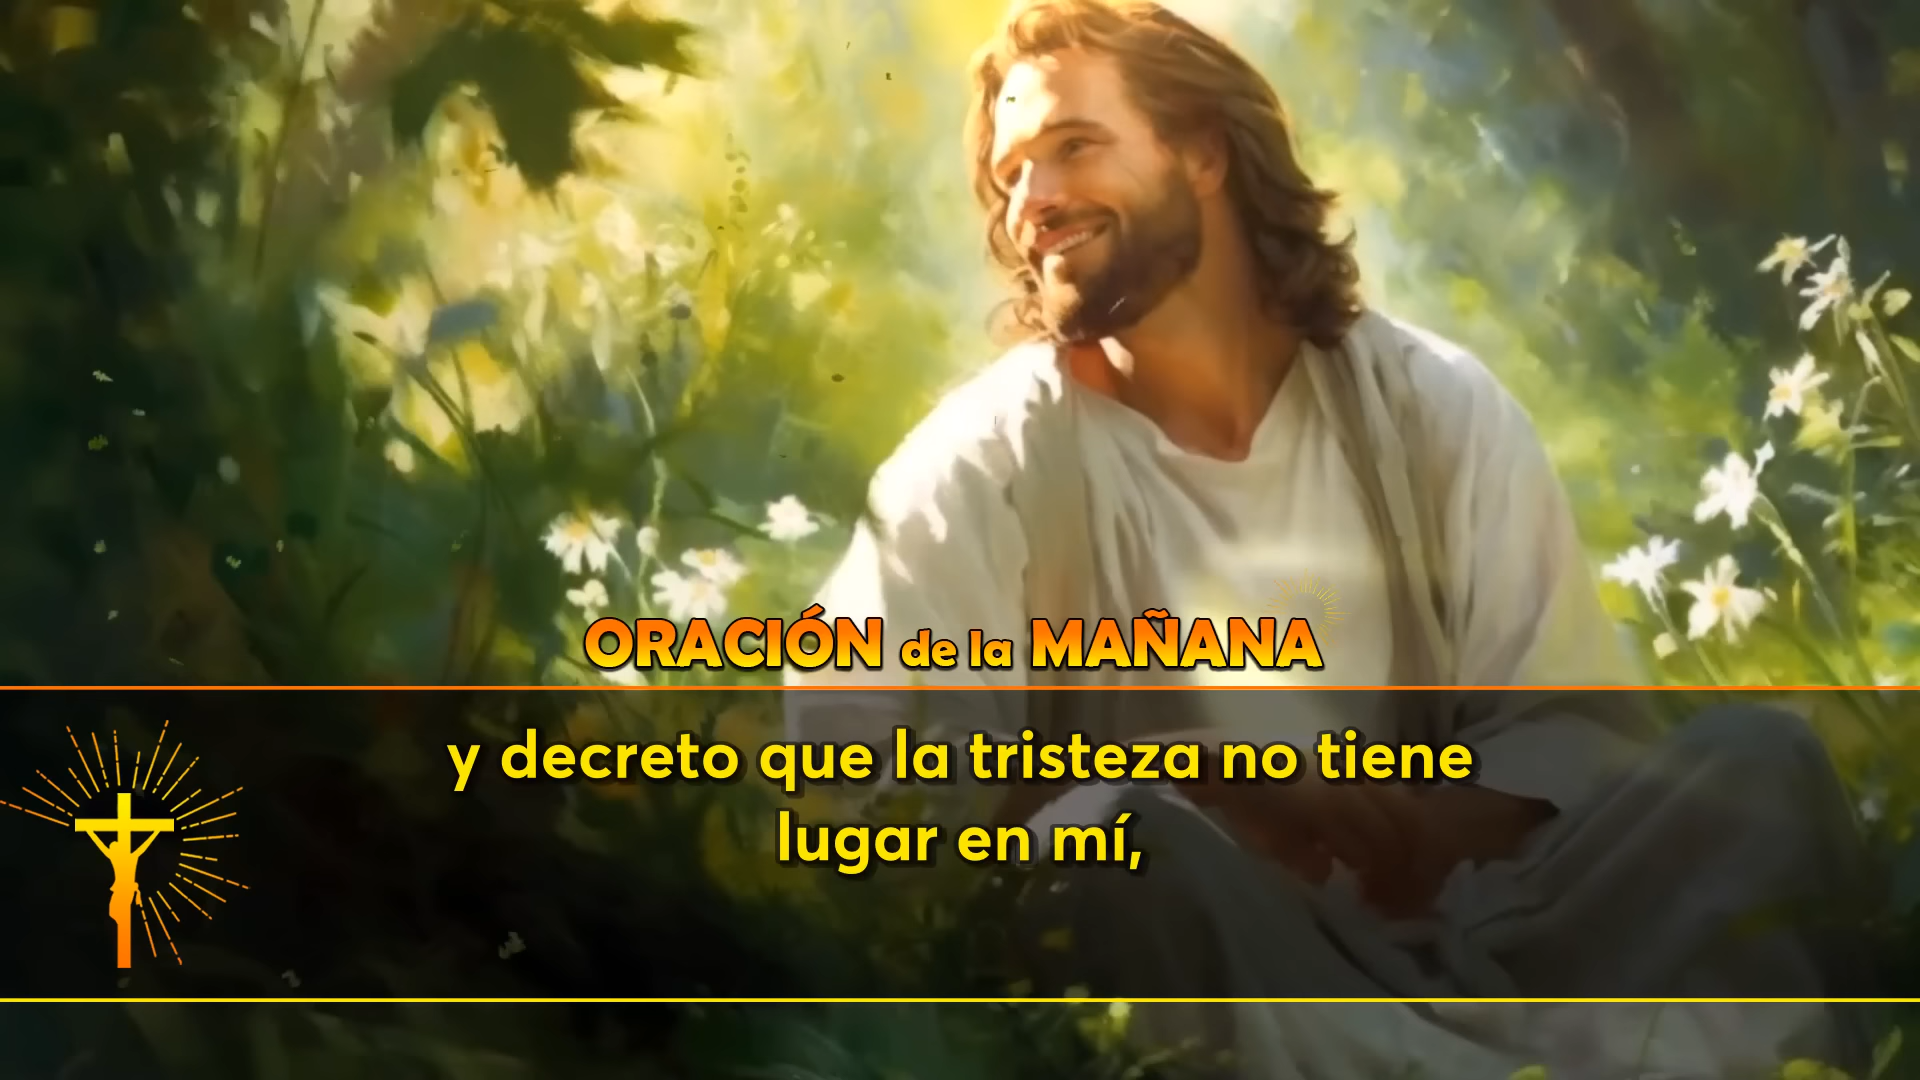 ORACIÓN de la MAÑANA
y decreto que la tristeza no tiene
lugar en mí,